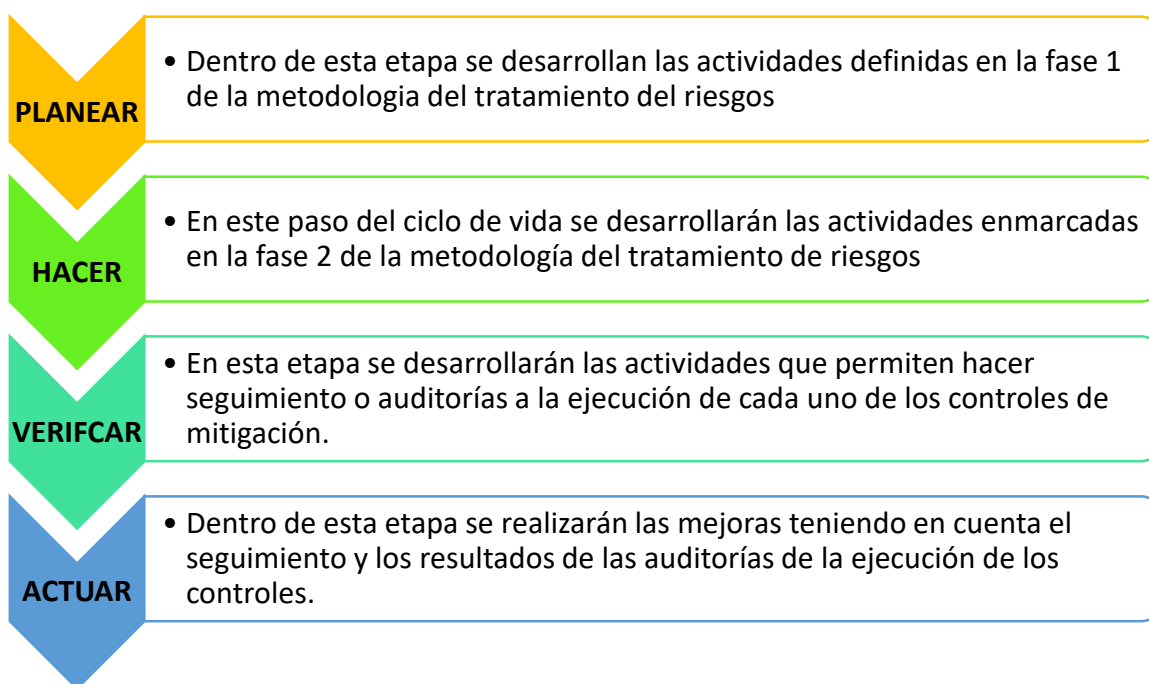 PLANEAR
• Dentro de esta etapa se desarrollan las actividades definidas en la fase 1
de la metodologia del tratamiento del riesgos
HACER
• En este paso del ciclo de vida se desarrollarán las actividades enmarcadas
en la fase 2 de la metodología del tratamiento de riesgos
VERIFCAR
• En esta etapa se desarrollarán las actividades que permiten hacer
seguimiento o auditorías a la ejecución de cada uno de los controles de
mitigación.
ACTUAR
• Dentro de esta etapa se realizarán las mejoras teniendo en cuenta el
seguimiento y los resultados de las auditorías de la ejecución de los
controles.